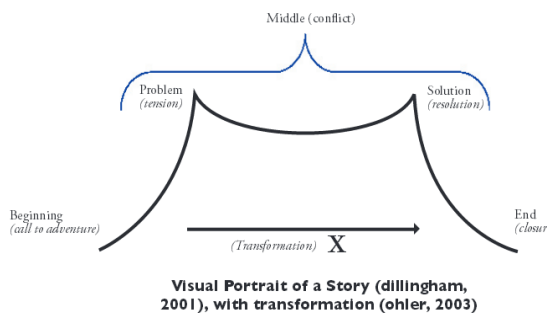 Middle (conflict)
Problem
(tension)
Solution
(resolution)
Beginning
(call to adventure)
End
(closur
(Transformation) X
Visual Portrait of a Story (dillingham,
2001), with transformation (ohler, 2003)